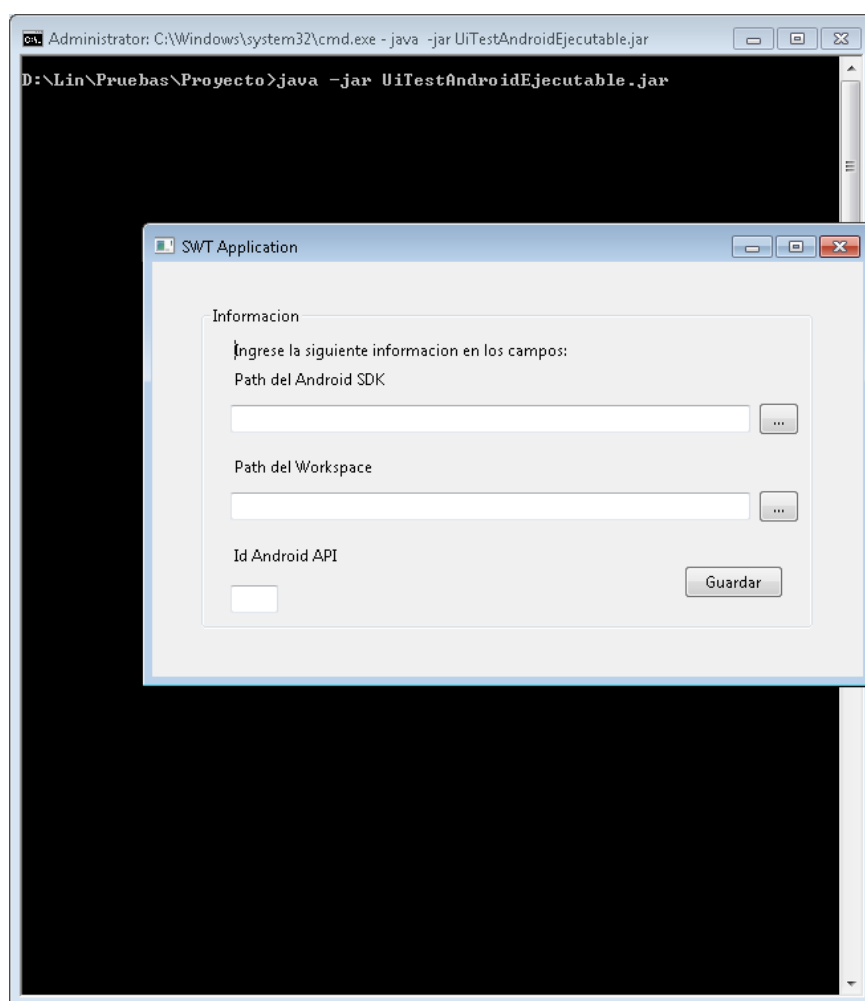 Administrator: C:\Windows\system32\cmd.exe - java -jar UiTestAndroidEjecutable.jar
D:\Lin\Pruebas\Proyecto>java -jar UiTestAndroidEjecutable.jar
SWT Application
Informacion
Ingrese la siguiente informacion en los campos:
Path del Android SDK
...
Path del Workspace
...
Id Android API
Guardar